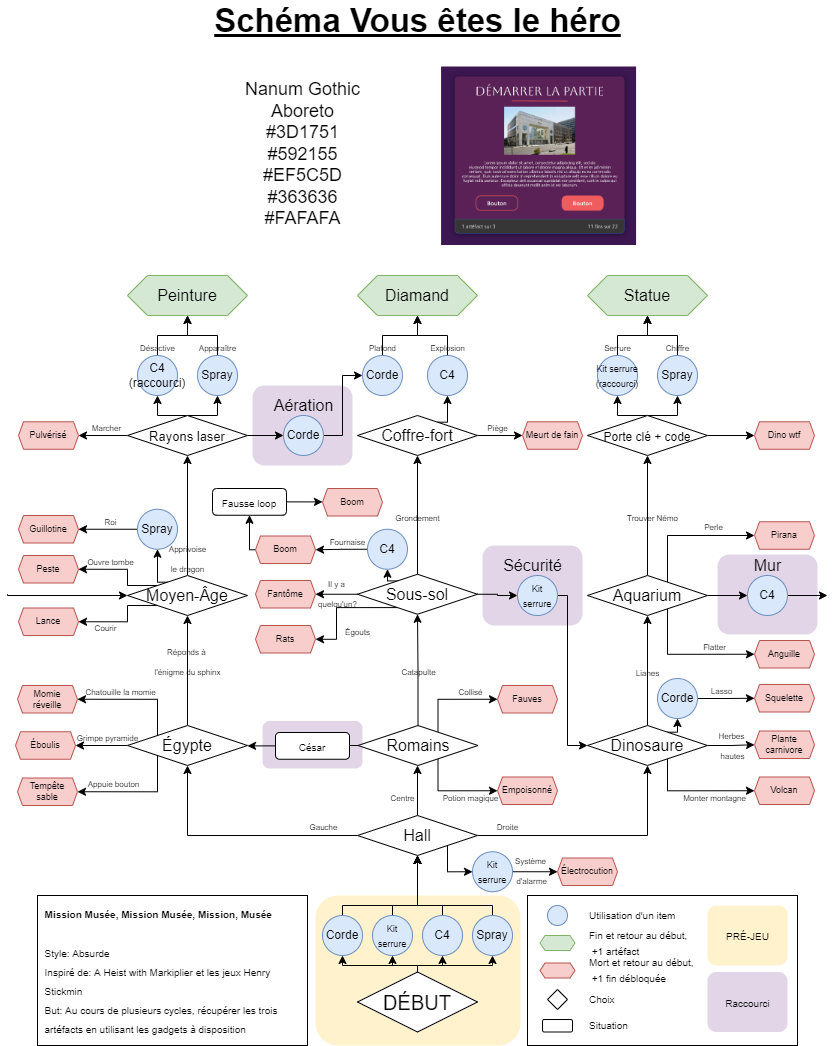 Schéma Vous êtes le héro
Nanum Gothic
Aboreto
#3D1751
#592155
#EF5C5D
#363636
#FAFAFA
DÉMARRER LA PARTIE
Bouton
Bouton
1 artéfact sur 3
11 fins sur 22
Peinture
Diamand
Statue
Désactive
Apparaître
Plafond
Explosion
Serrure
Chiffre
C4
(raccourci)
Spray
Corde
C4
Kit serrure
(raccourci)
Spray
Aération
Corde
Pulvérisé
Marcher
Rayons laser
Coffre-fort
Piège
Meurt de fain
Porte clé + code
Dino wtf
Fausse loop
Boom
Grondement
Trouver Némo
Guillotine
Roi
Spray
Apprivoise
le dragon
Boom
Fournaise
C4
Perle
Pirana
Peste
Ouvre tombe
Sécurité
Mur
Moyen-Âge
Fantôme
Il y a
quelqu'un?
Sous-sol
Kit
serrure
Aquarium
C4
Lance
Courir
Rats
Égouts
Flatter
Anguille
Réponds à
l'énigme du sphinx
Catapulte
Lianes
Momie
réveille
Chatouille la momie
Collisé
Fauves
Corde
Lasso
Squelette
Éboulis
Grimpe pyramide
Égypte
César
Romains
Dinosaure
Herbes
hautes
Plante
carnivore
Tempête
sable
Appuie bouton
Centre
Potion magique
Empoisonné
Monter montagne
Volcan
Gauche
Hall
Droite
Kit
serrure
Système
d'alarme
Électrocution
Mission Musée, Mission Musée, Mission, Musée
Style: Absurde
Inspiré de: A Heist with Markiplier et les jeux Henry
Stickmin
But: Au cours de plusieurs cycles, récupérer les trois
artéfacts en utilisant les gadgets à disposition
Corde
Kit
serrure
C4
Spray
DÉBUT
Utilisation d'un item
Fin et retour au début,
+1 artéfact
Mort et retour au début,
+1 fin débloquée
Choix
Situation
PRÉ-JEU
Raccourci